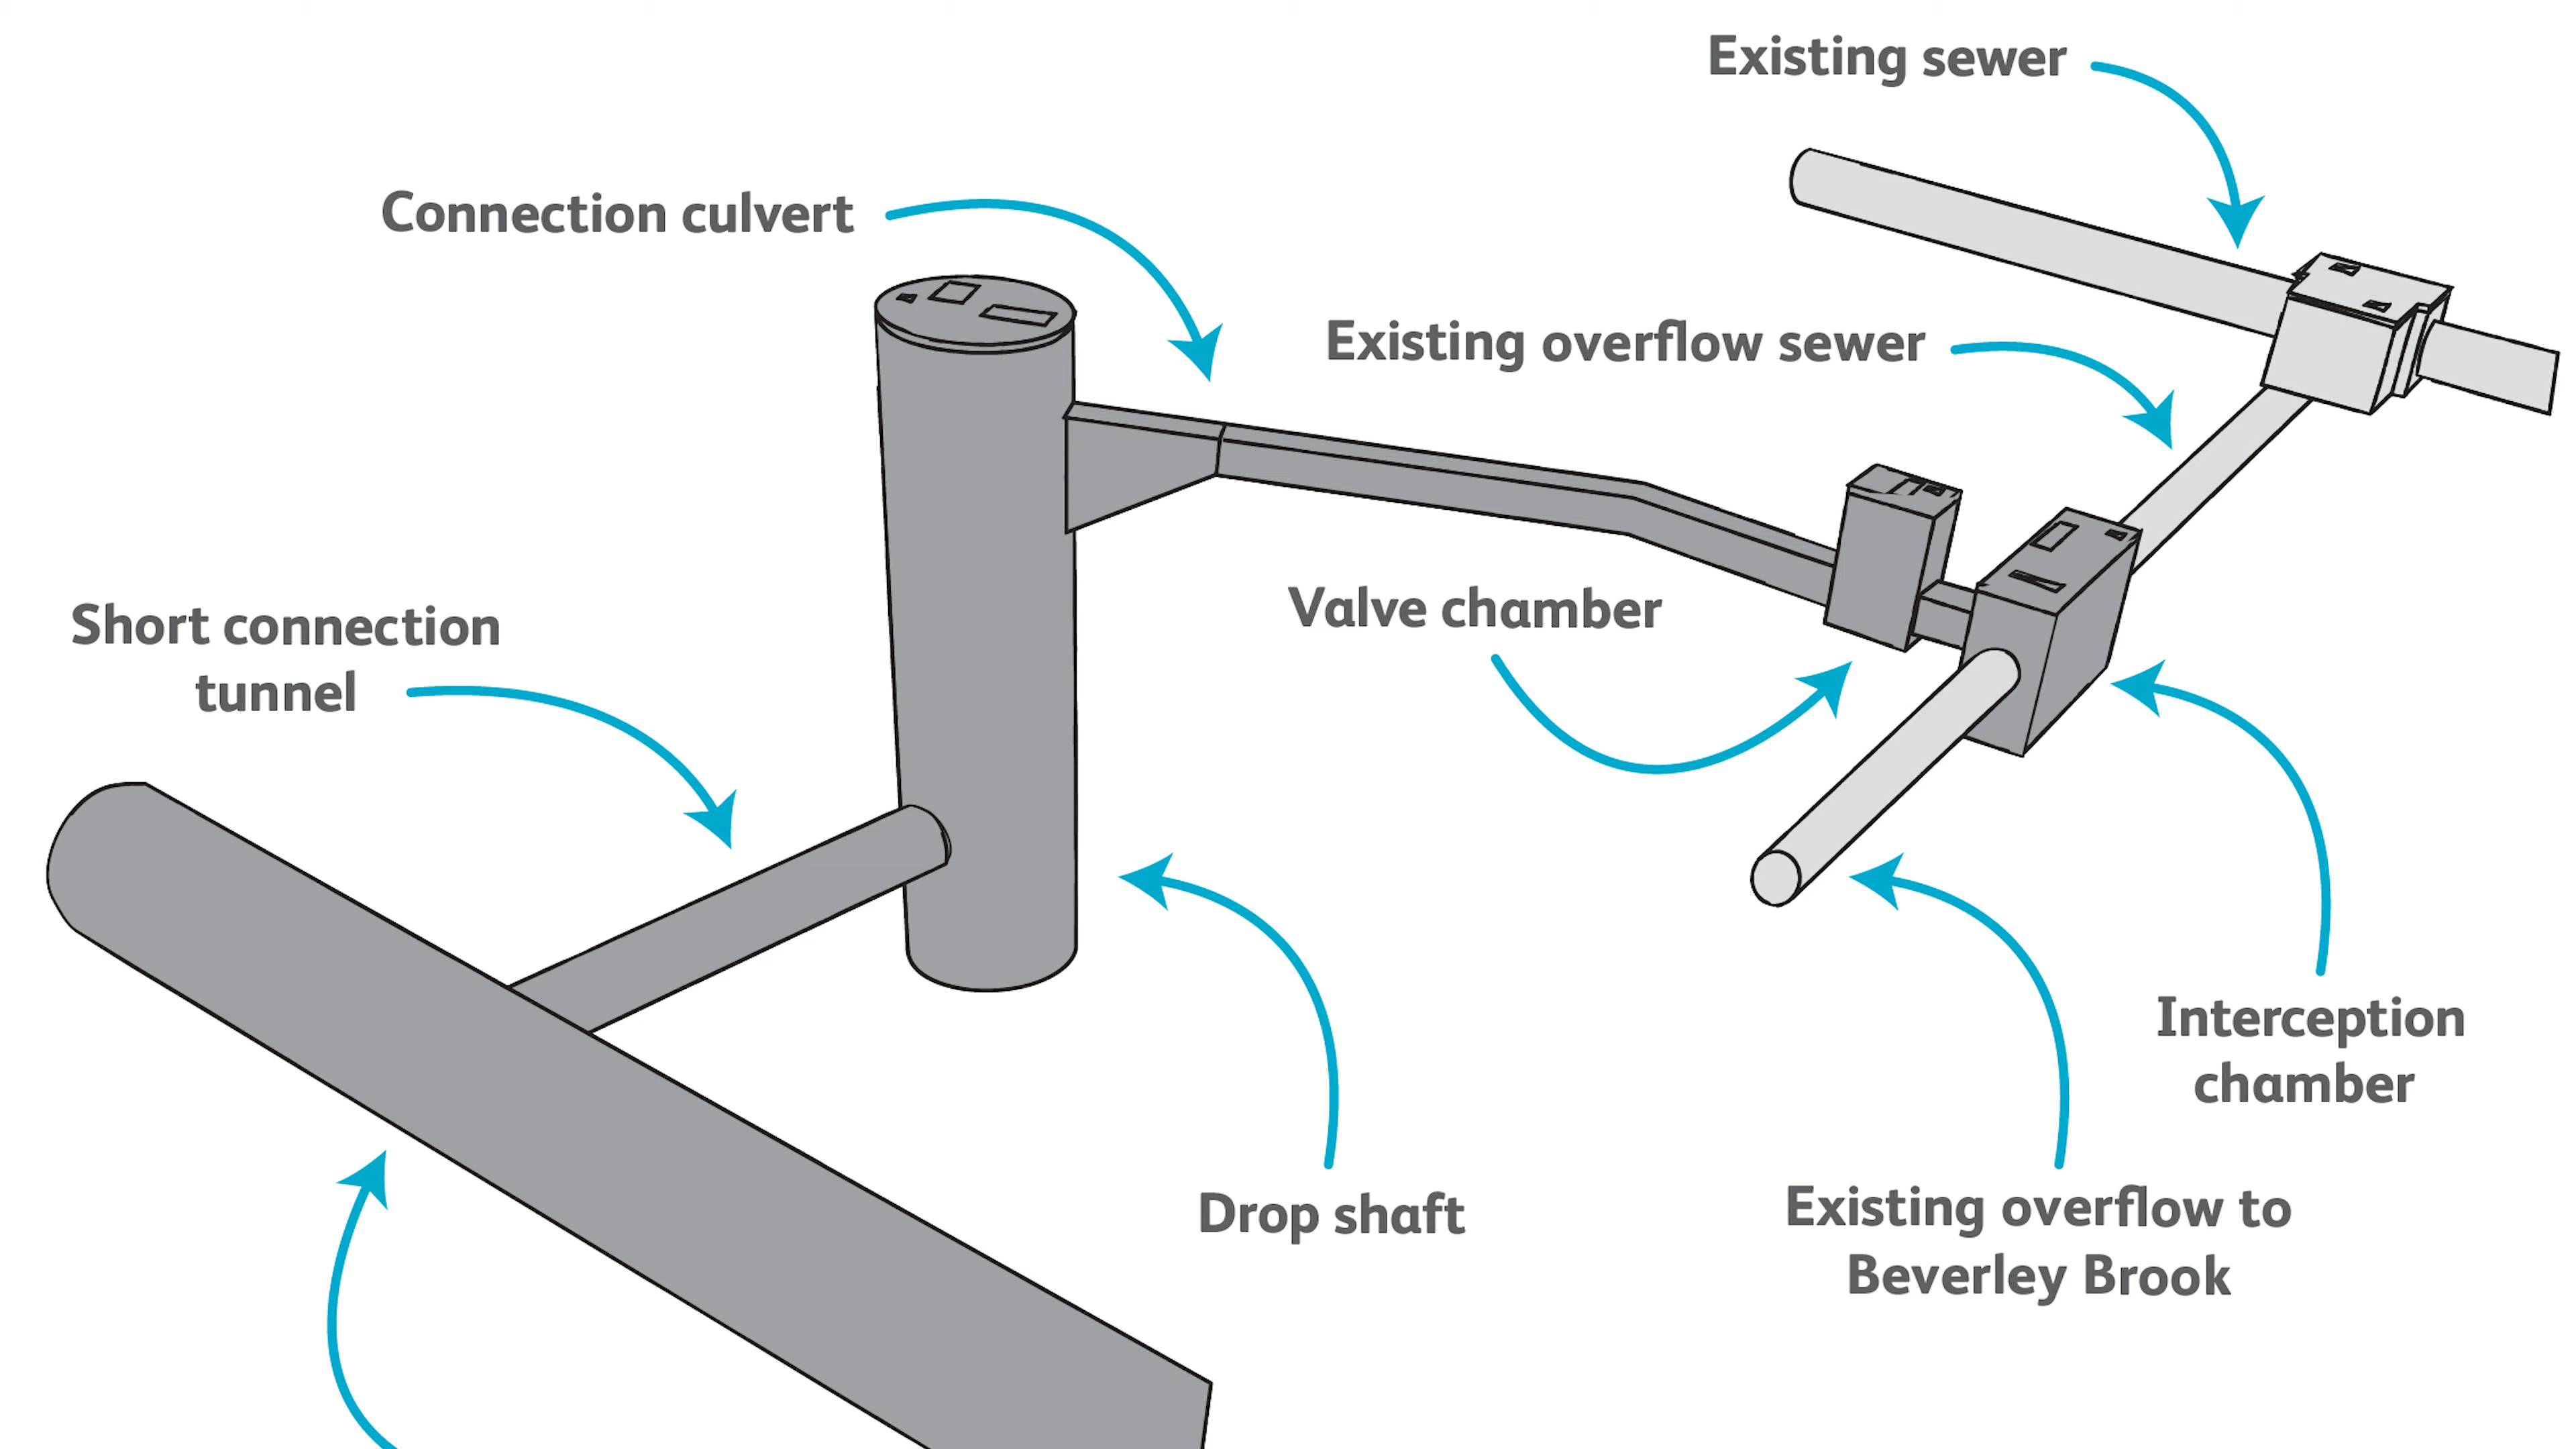 Existing sewer
Connection culvert
Existing overflow sewer
Valve chamber
Short connection
tunnel
Interception
chamber
Drop shaft
Existing overflow to
Beverley Brook